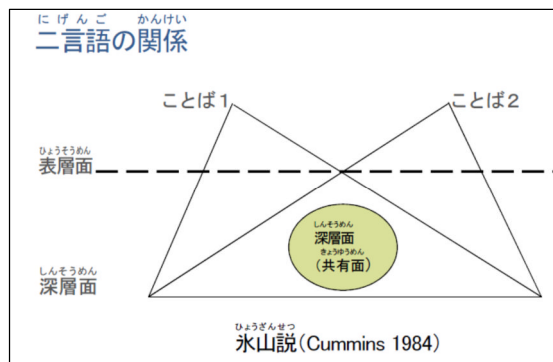 にげんご かんけい
二言語の関係
ことば1 ことば2
ひょうそうめん
表層面
しんそうめん
深層面
きょうゆうめん
(共有面)
しんそうめん
深層面
ひょうざんせつ
氷山説(Cummins 1984)